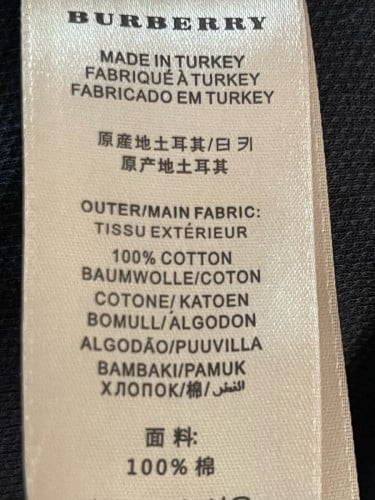 BURBERRY
MADE IN TURKEY
FABRIQUÉ À TURKEY
FABRICADO EM TURKEY
原産地土耳其/터키
原产地土耳其
OUTER/MAIN FABRIC:
TISSU EXTÉRIEUR
100% COTTON
BAUMWOLLE/COTON
COTONE/ KATOEN
BOMULL/ÁLGODON
ALGODÃO/PUUVILLA
BAMBAKI/PAMUK
ХЛОПОК/棉/القطن
面 料:
100% 棉